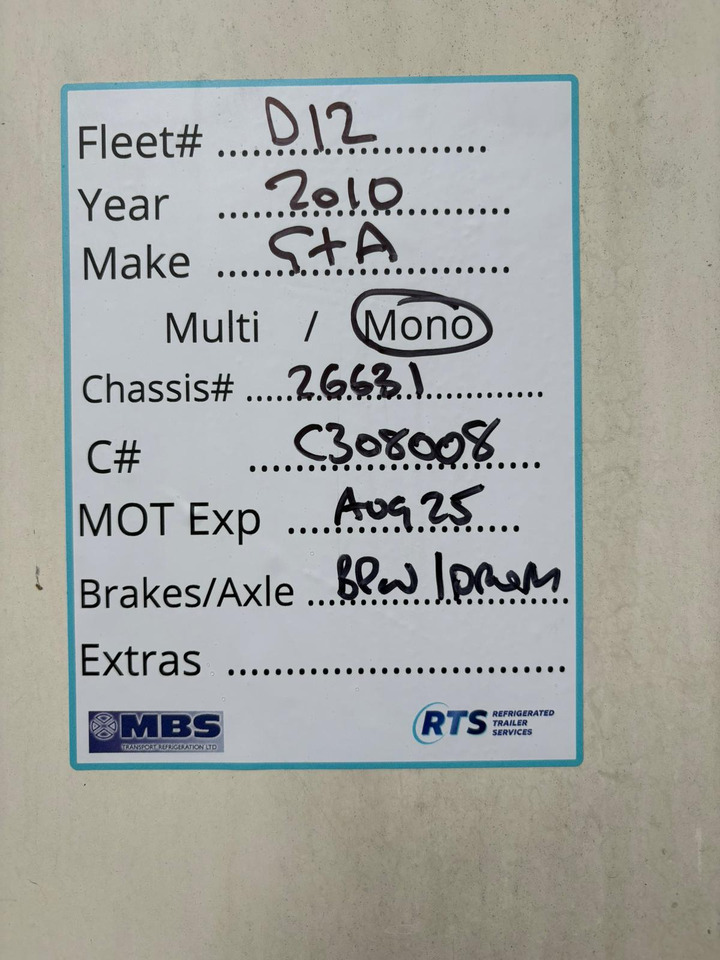 Fleet# ..... D12
Year ..... 2010
Make ..... G+A
Multi / Mono
Chassis# ..... 26631
C# ..... C308008
MOT Exp ..... Aug 25
Brakes/Axle ..... BPW / DRUM
Extras .....
MBS
TRANSPORT REFRIGERATION LTD
RTS REFRIGERATED
TRAILER
SERVICES